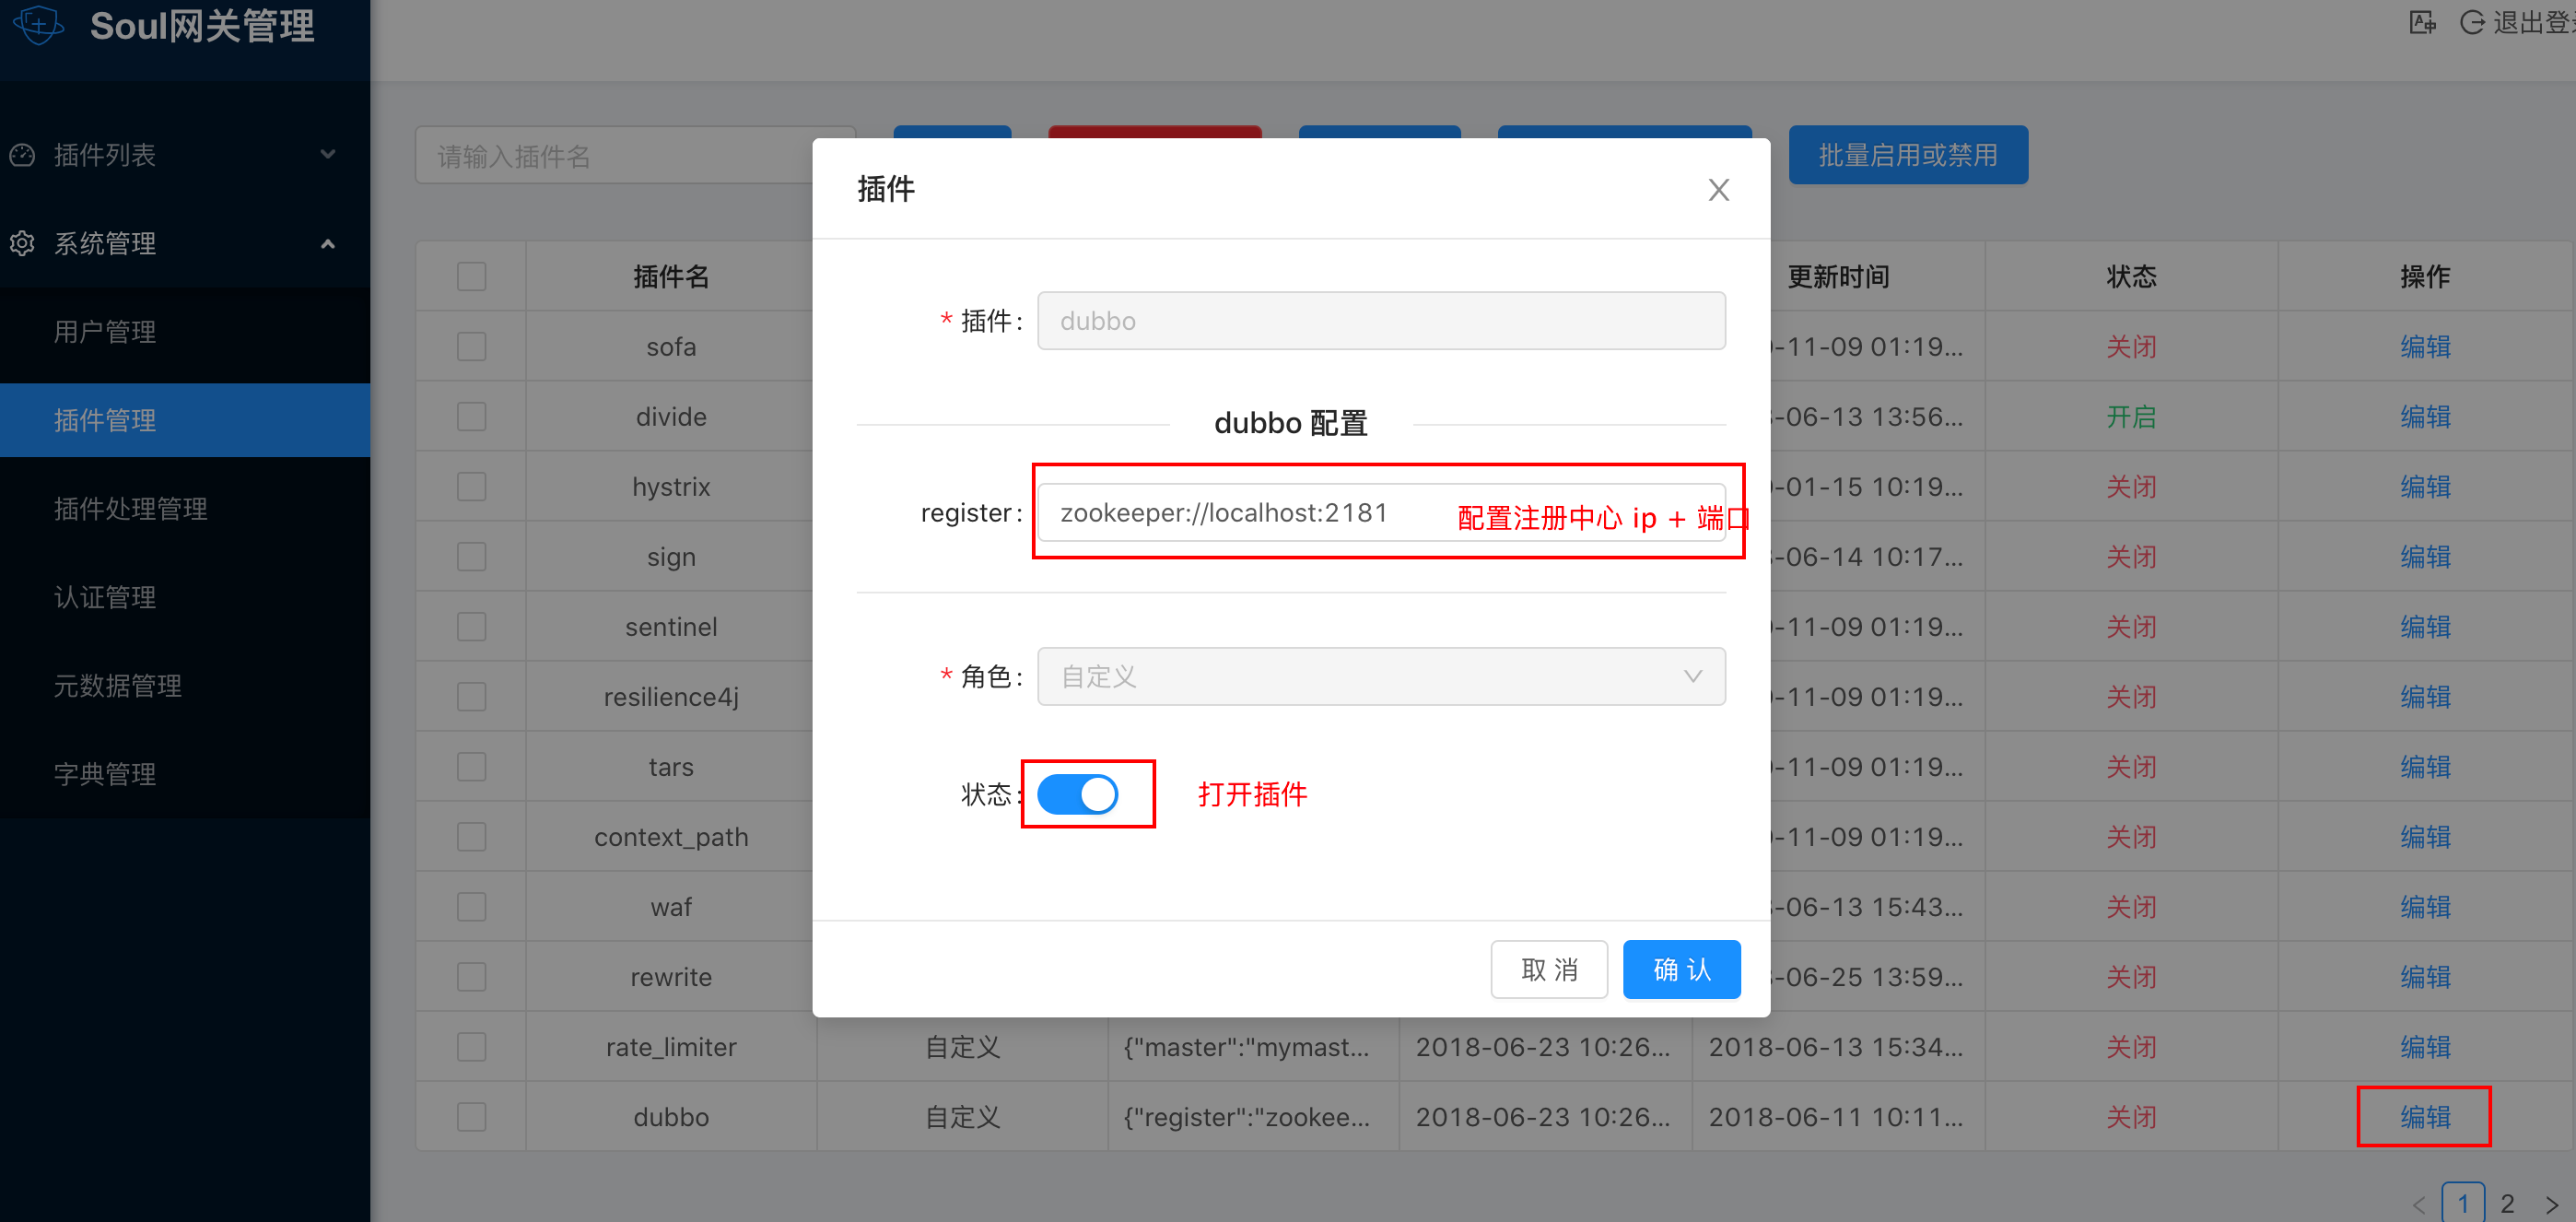 Soul网关管理
退出登
插件列表
系统管理
用户管理
插件管理
插件处理管理
认证管理
元数据管理
字典管理
请输入插件名
批量启用或禁用
插件名 更新时间 状态 操作
sofa -11-09 01:19... 关闭 编辑
divide -06-13 13:56... 开启 编辑
hystrix -01-15 10:19... 关闭 编辑
sign -06-14 10:17... 关闭 编辑
sentinel -11-09 01:19... 关闭 编辑
resilience4j -11-09 01:19... 关闭 编辑
tars -11-09 01:19... 关闭 编辑
context_path -11-09 01:19... 关闭 编辑
waf -06-13 15:43... 关闭 编辑
rewrite -06-25 13:59... 关闭 编辑
rate_limiter 自定义 {"master":"mymast... 2018-06-23 10:26... 2018-06-13 15:34... 关闭 编辑
dubbo 自定义 {"register":"zookee... 2018-06-23 10:26... 2018-06-11 10:11... 关闭 编辑
< 1 2 >
插件
* 插件: dubbo
dubbo 配置
register: zookeeper://localhost:2181 配置注册中心 ip + 端口
* 角色: 自定义
状态: 打开插件
取 消 确 认